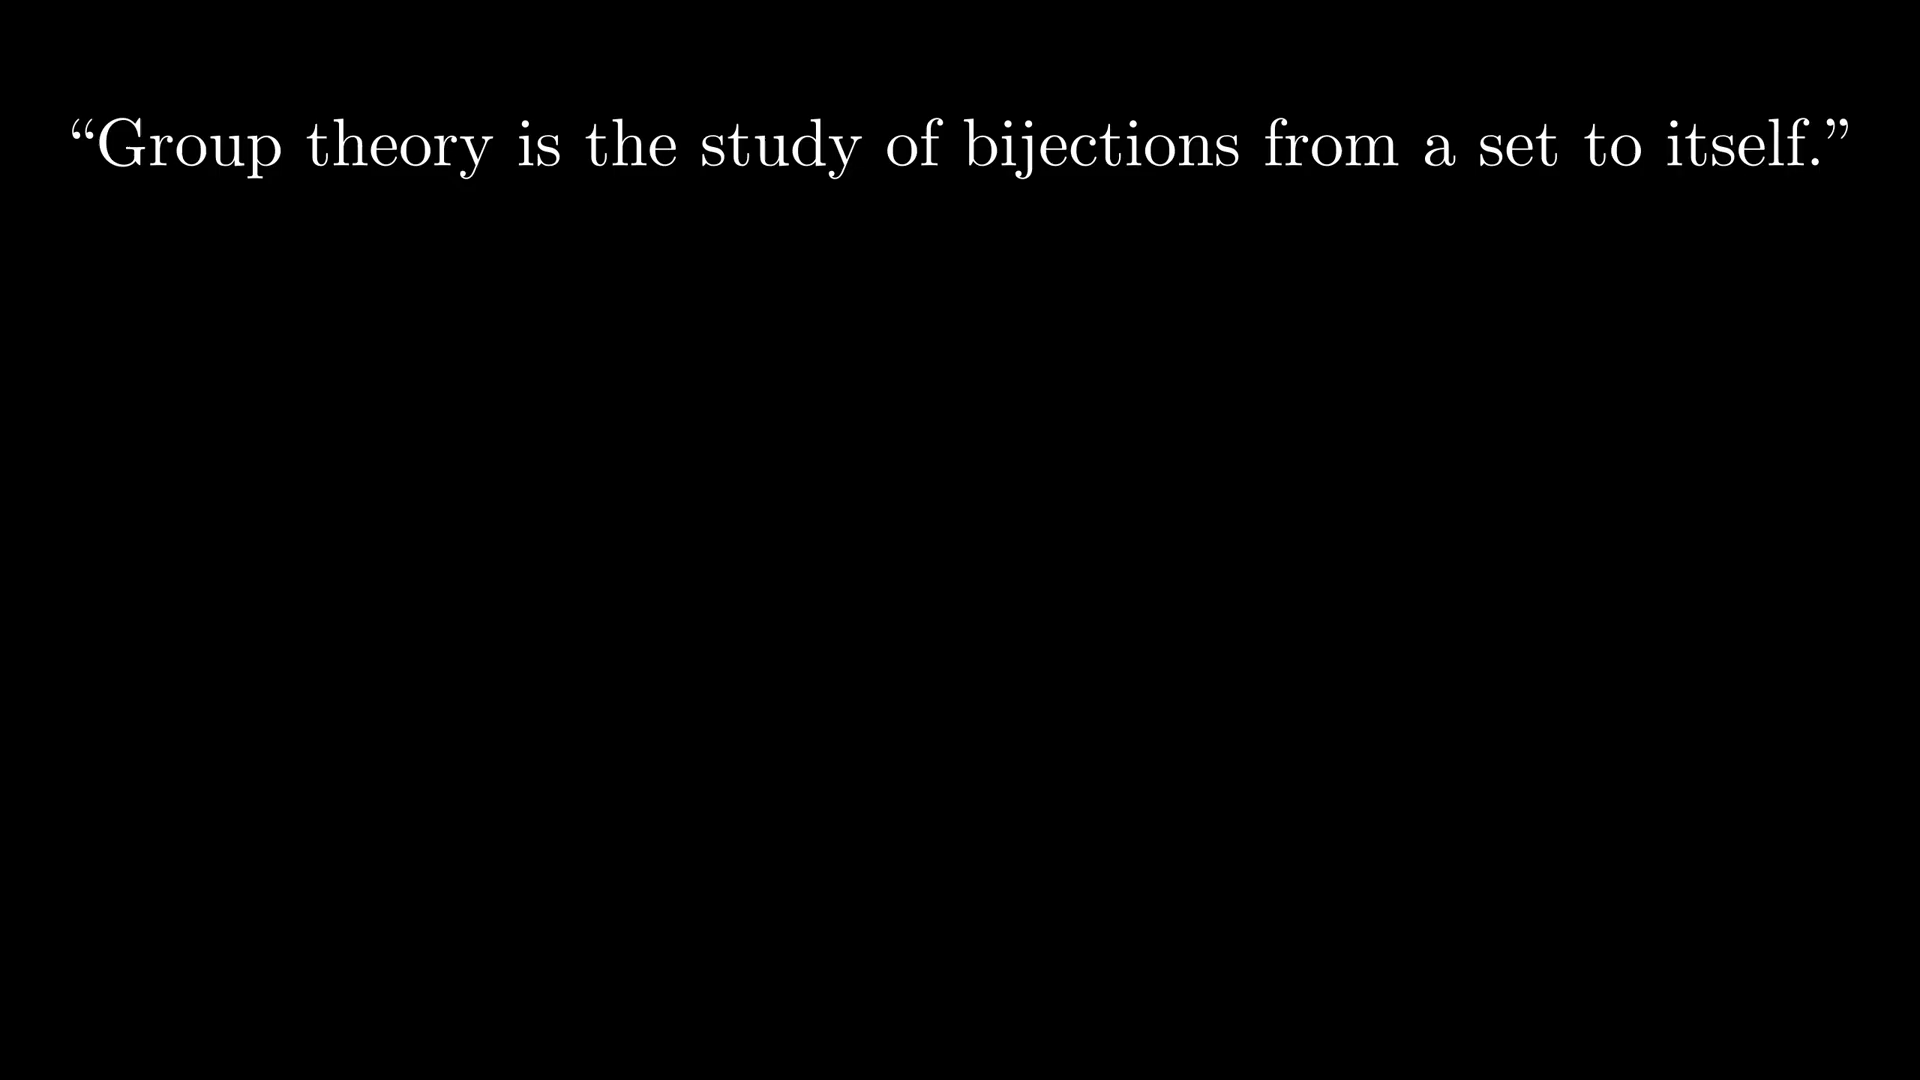 “Group theory is the study of bijections from a set to itself.”